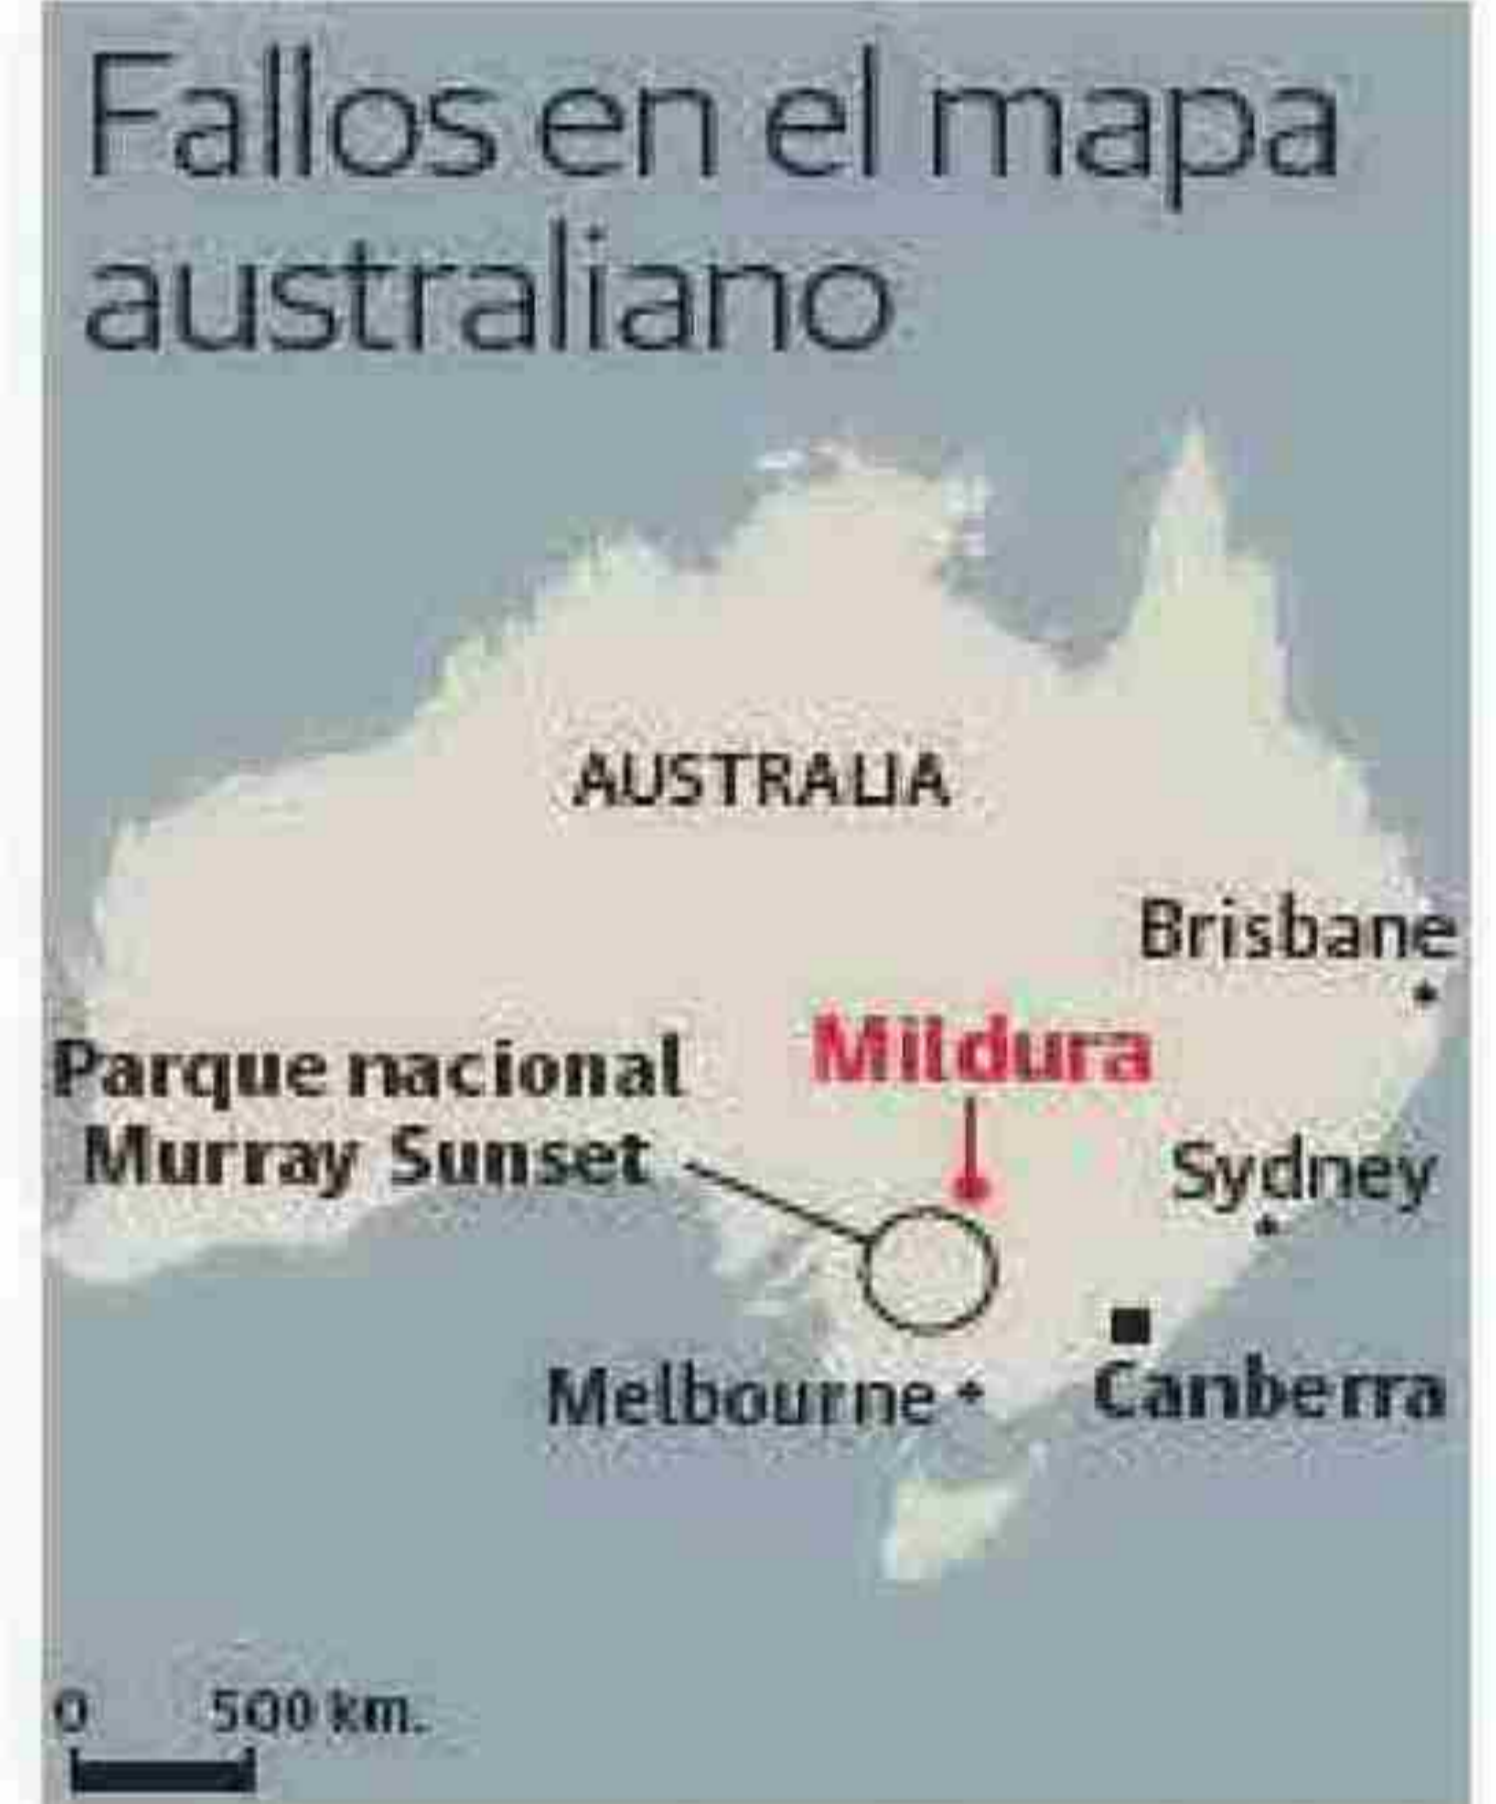 Fallos en el mapa
australiano
AUSTRALIA
Brisbane
Mildura
Parque nacional
Murray Sunset
Sydney
Melbourne
Canberra
0 500 km.